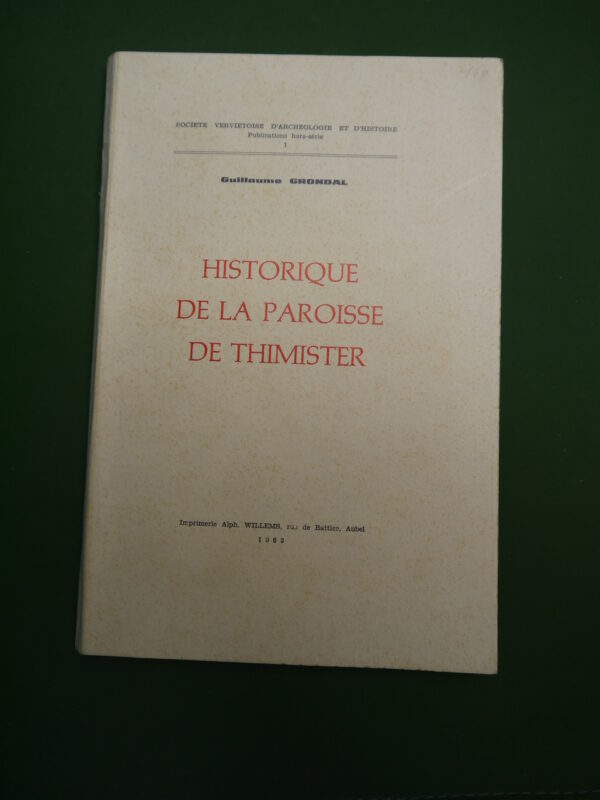 SOCIETE VERVIETOISE D'ARCHEOLOGIE ET D'HISTOIRE
Publications hors-série
1
Guillaume GRONDAL
HISTORIQUE
DE LA PAROISSE
DE THIMISTER
Imprimerie Alph. WILLEMS, rue de Battice, Aubel
1963